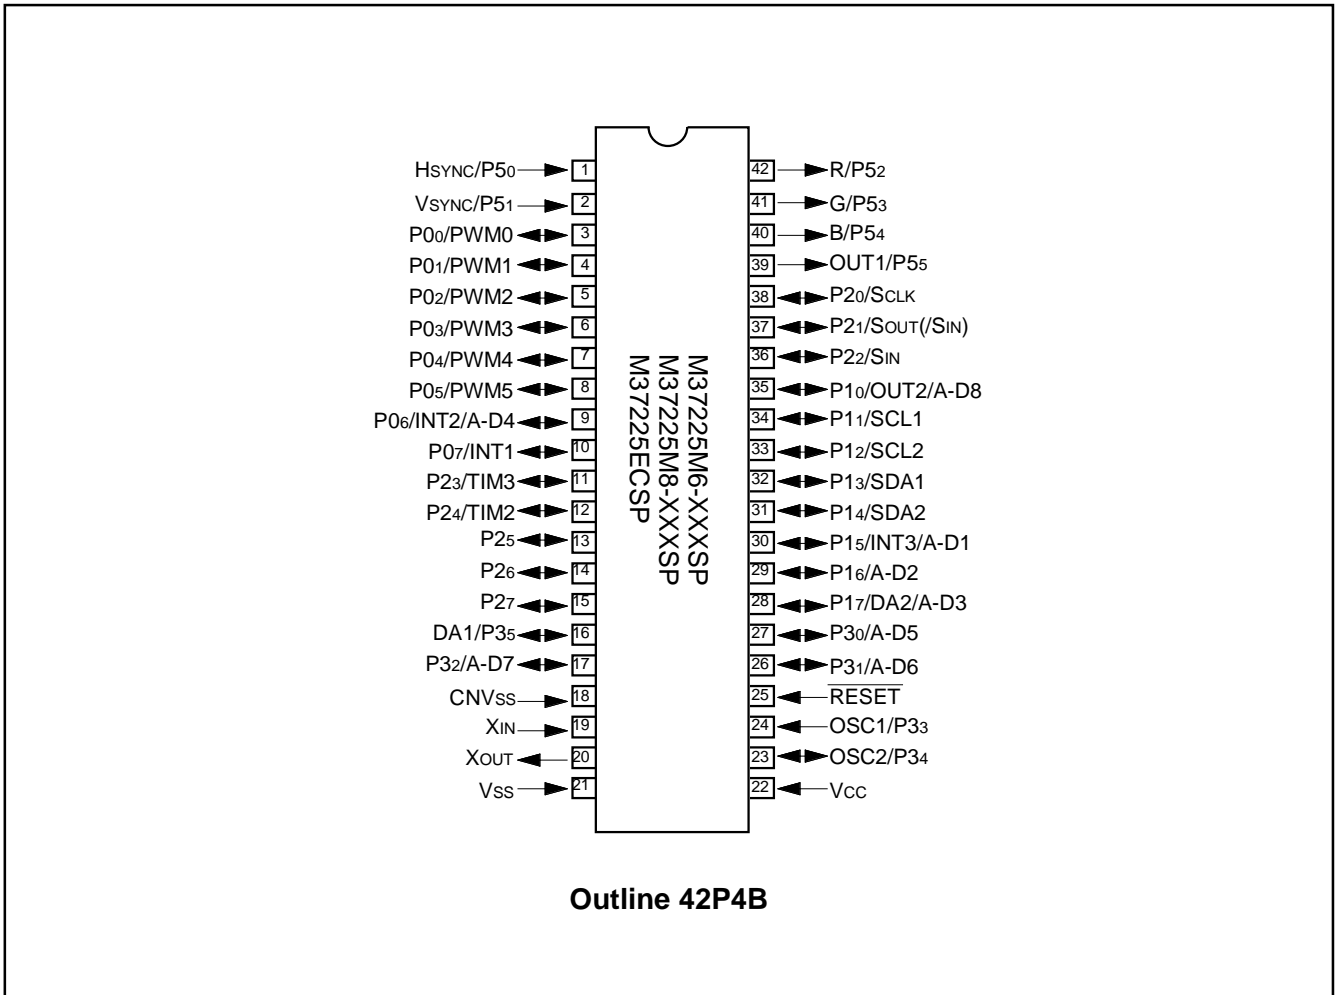 HSYNC/P50 1 42 R/P52
VSYNC/P51 2 41 G/P53
P00/PWM0 3 40 B/P54
P01/PWM1 4 39 OUT1/P55
P02/PWM2 5 38 P20/SCLK
P03/PWM3 6 37 P21/SOUT(/SIN)
P04/PWM4 7 36 P22/SIN
P05/PWM5 8 35 P10/OUT2/A-D8
P06/INT2/A-D4 9 34 P11/SCL1
P07/INT1 10 33 P12/SCL2
P23/TIM3 11 32 P13/SDA1
P24/TIM2 12 31 P14/SDA2
P25 13 30 P15/INT3/A-D1
P26 14 29 P16/A-D2
P27 15 28 P17/DA2/A-D3
DA1/P35 16 27 P30/A-D5
P32/A-D7 17 26 P31/A-D6
CNVSS 18 25 RESET
XIN 19 24 OSC1/P33
XOUT 20 23 OSC2/P34
VSS 21 22 VCC
M37225M6-XXXSP
M37225M8-XXXSP
M37225ECSP
Outline 42P4B